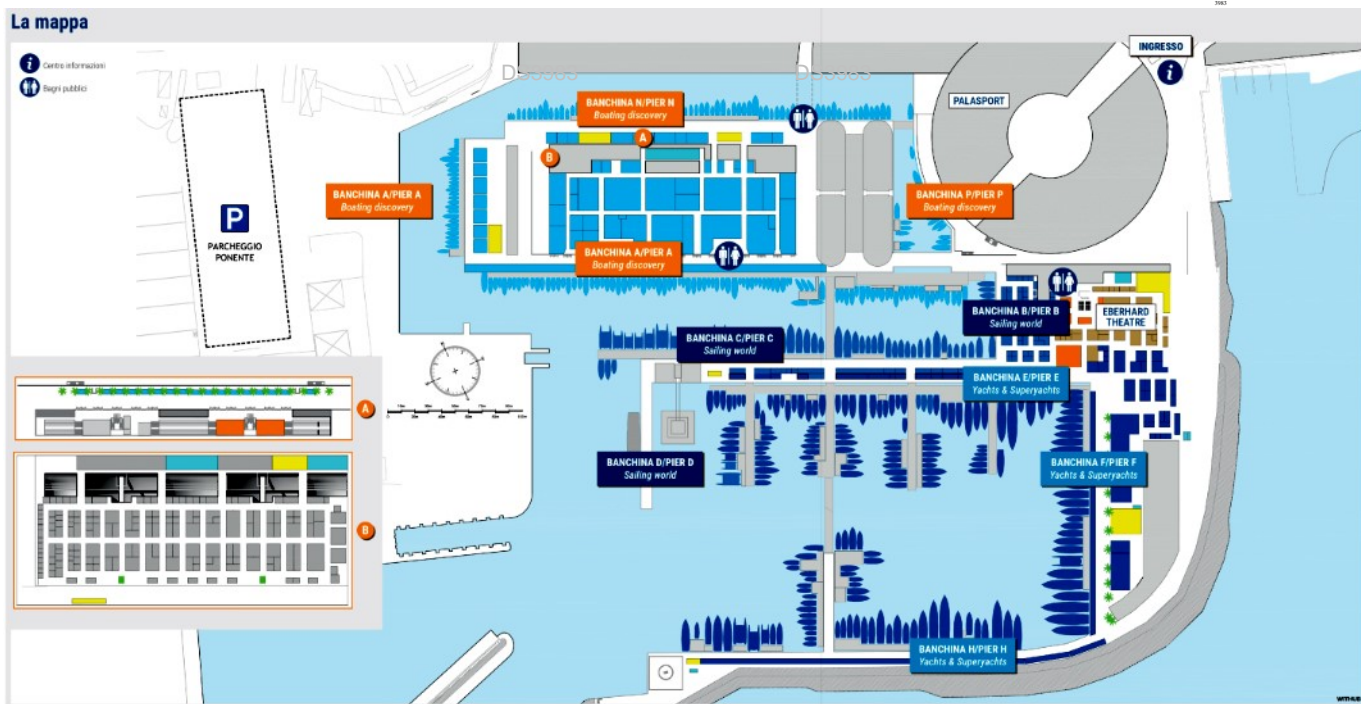 La mappa
i
Centro informazioni
Bagni pubblici
INGRESSO
i
PALASPORT
BANCHINA N/PIER N
Boating discovery
A
B
BANCHINA A/PIER A
Boating discovery
BANCHINA P/PIER P
Boating discovery
P
PARCHEGGIO
PONENTE
BANCHINA A/PIER A
Boating discovery
BANCHINA B/PIER B
Sailing world
EBERHARD
THEATRE
BANCHINA C/PIER C
Sailing world
BANCHINA E/PIER E
Yachts & Superyachts
A
BANCHINA D/PIER D
Sailing world
BANCHINA F/PIER F
Yachts & Superyachts
B
BANCHINA H/PIER H
Yachts & Superyachts